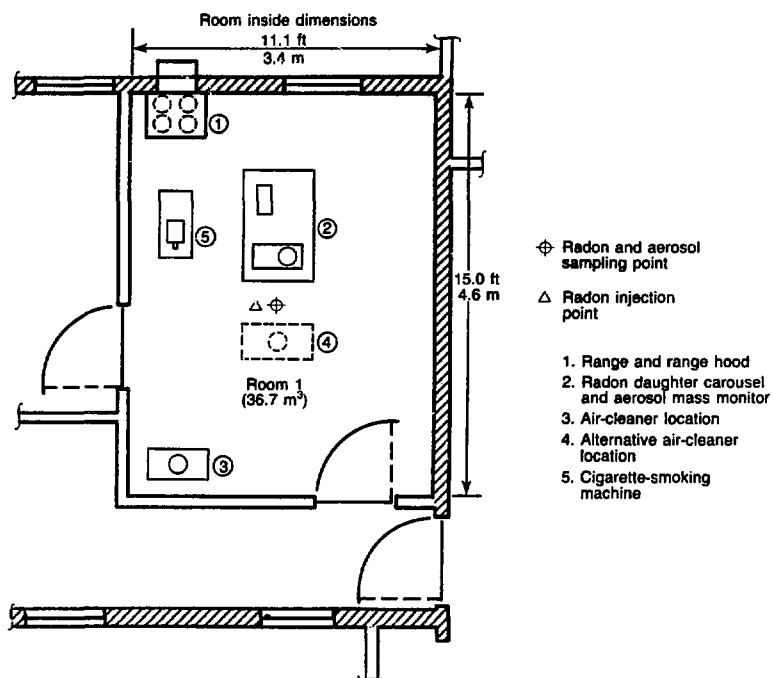 Room inside dimensions
11.1 ft
3.4 m
①
②
⑤
15.0 ft
4.6 m
④
Room 1
(36.7 m³)
③
Radon and aerosol
sampling point
△ Radon injection
point
1. Range and range hood
2. Radon daughter carousel
and aerosol mass monitor
3. Air-cleaner location
4. Alternative air-cleaner
location
5. Cigarette-smoking
machine